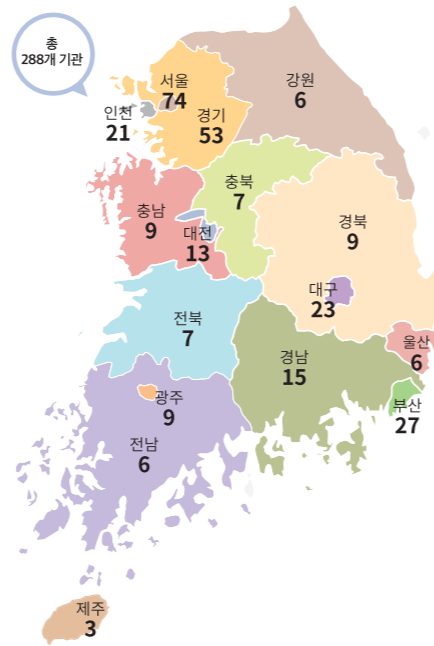 총
288개 기관
서울
74
강원
6
인천
21
경기
53
충북
7
충남
9
경북
9
대전
13
대구
23
전북
7
울산
6
경남
15
부산
27
광주
9
전남
6
제주
3